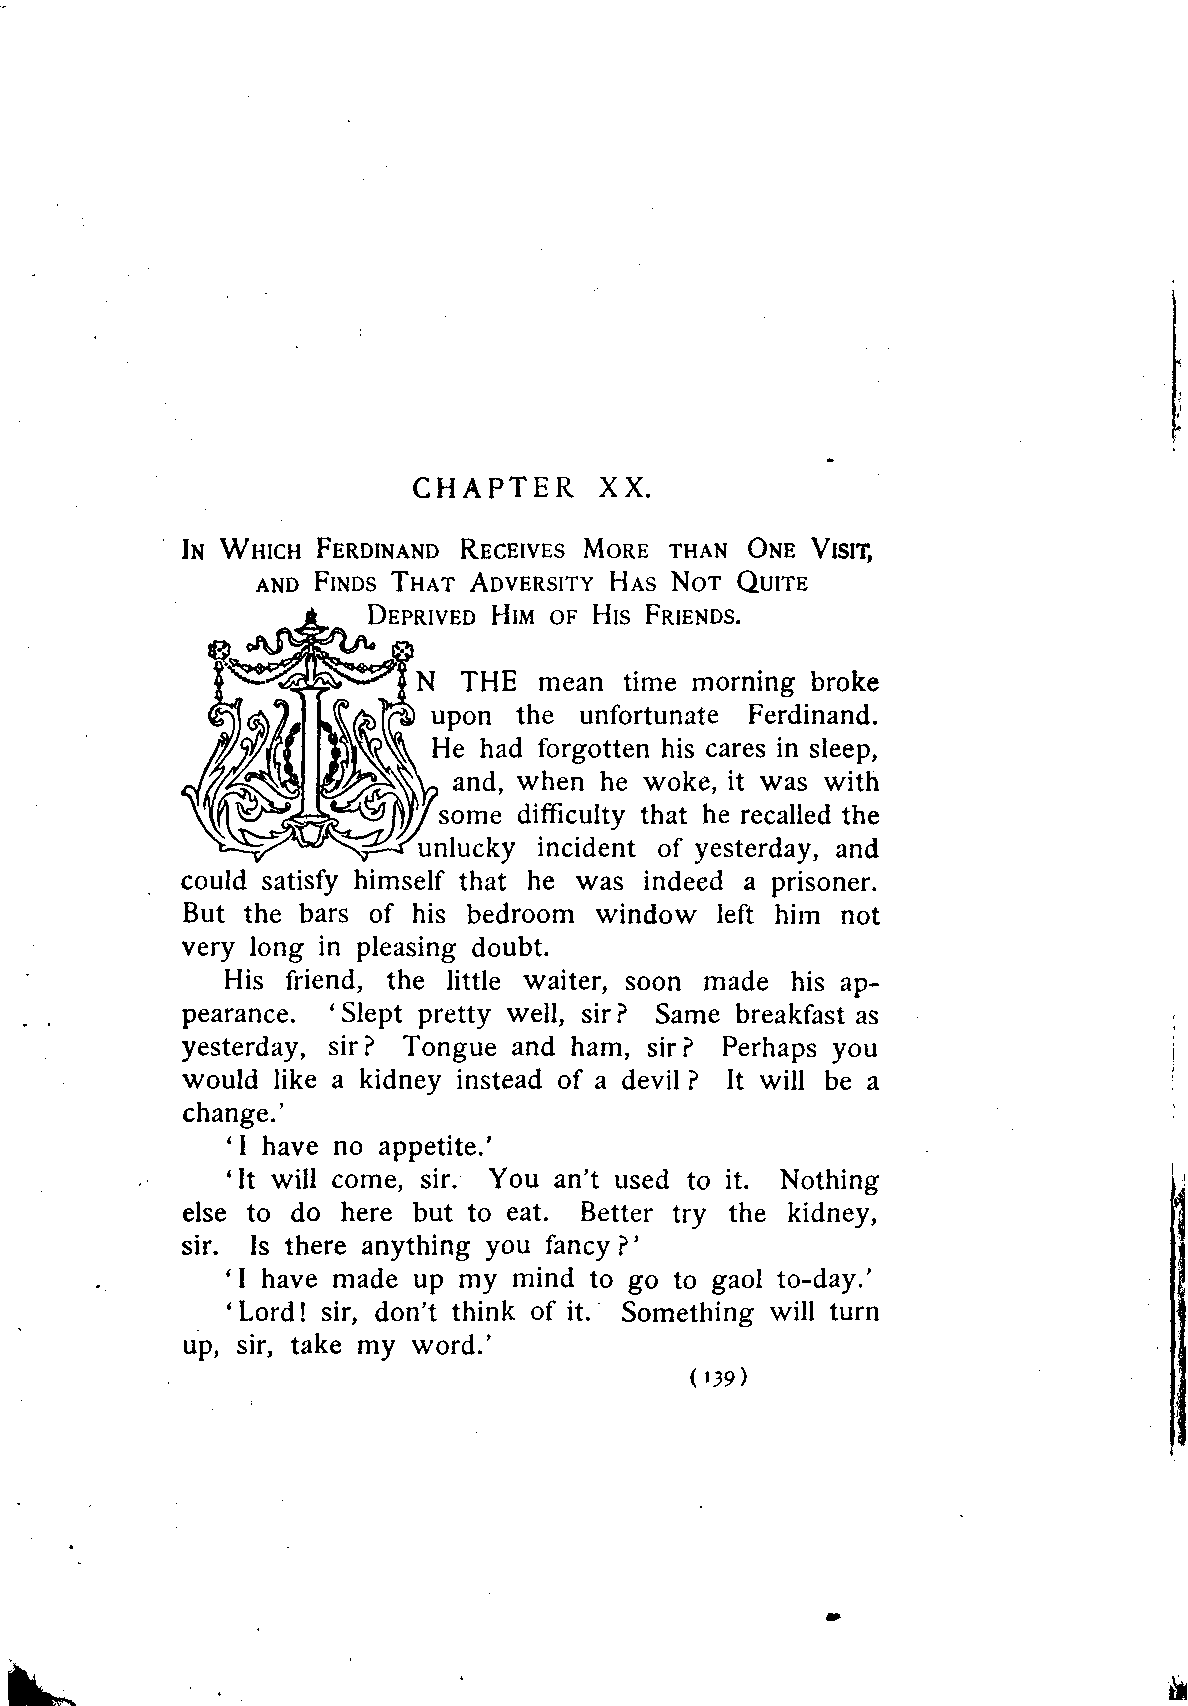 CHAPTER XX.
In Which Ferdinand Receives More than One Visit,
and Finds That Adversity Has Not Quite
Deprived Him of His Friends.
IN THE mean time morning broke
upon the unfortunate Ferdinand.
He had forgotten his cares in sleep,
and, when he woke, it was with
some difficulty that he recalled the
unlucky incident of yesterday, and
could satisfy himself that he was indeed a prisoner.
But the bars of his bedroom window left him not
very long in pleasing doubt.
His friend, the little waiter, soon made his ap-
pearance. ‘Slept pretty well, sir? Same breakfast as
yesterday, sir? Tongue and ham, sir? Perhaps you
would like a kidney instead of a devil? It will be a
change.’
‘I have no appetite.’
‘It will come, sir. You an’t used to it. Nothing
else to do here but to eat. Better try the kidney,
sir. Is there anything you fancy?’
‘I have made up my mind to go to gaol to-day.’
‘Lord! sir, don’t think of it. Something will turn
up, sir, take my word.’
(139)